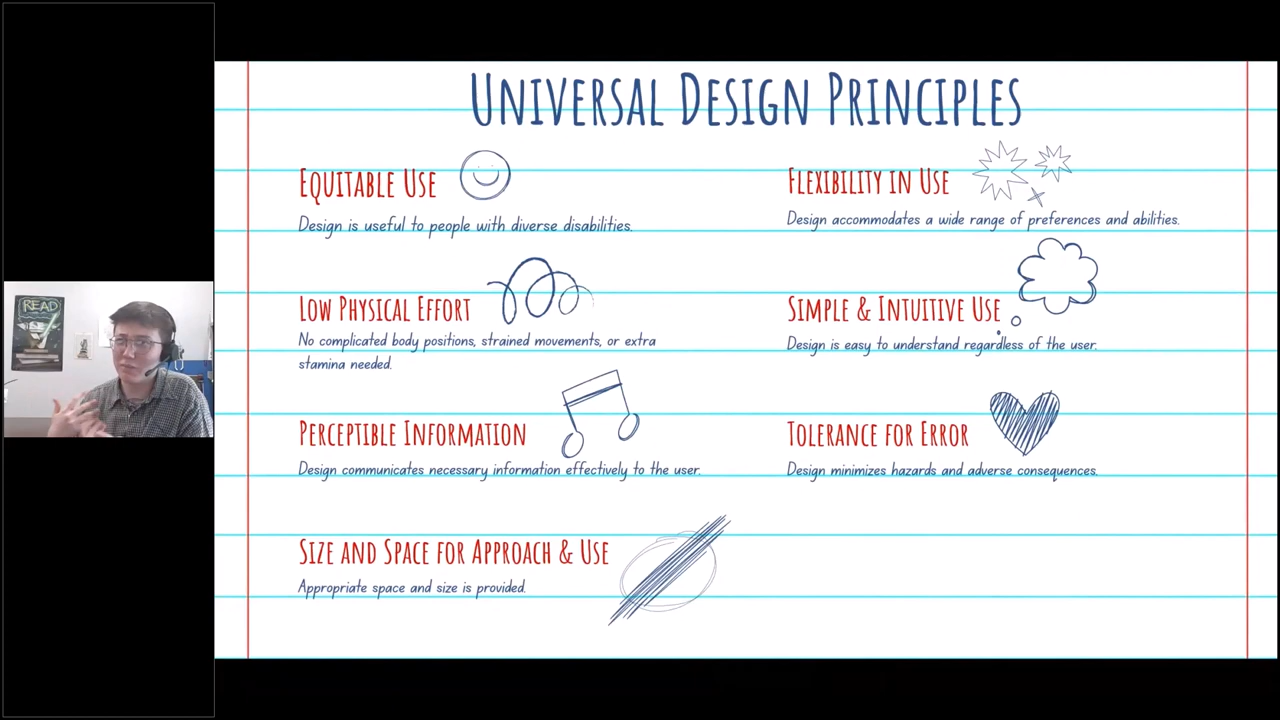 UNIVERSAL DESIGN PRINCIPLES
EQUITABLE USE
Design is useful to people with diverse disabilities.
FLEXIBILITY IN USE
Design accommodates a wide range of preferences and abilities.
LOW PHYSICAL EFFORT
No complicated body positions, strained movements, or extra
stamina needed.
SIMPLE & INTUITIVE USE
Design is easy to understand regardless of the user.
PERCEPTIBLE INFORMATION
Design communicates necessary information effectively to the user.
TOLERANCE FOR ERROR
Design minimizes hazards and adverse consequences.
SIZE AND SPACE FOR APPROACH & USE
Appropriate space and size is provided.
READ